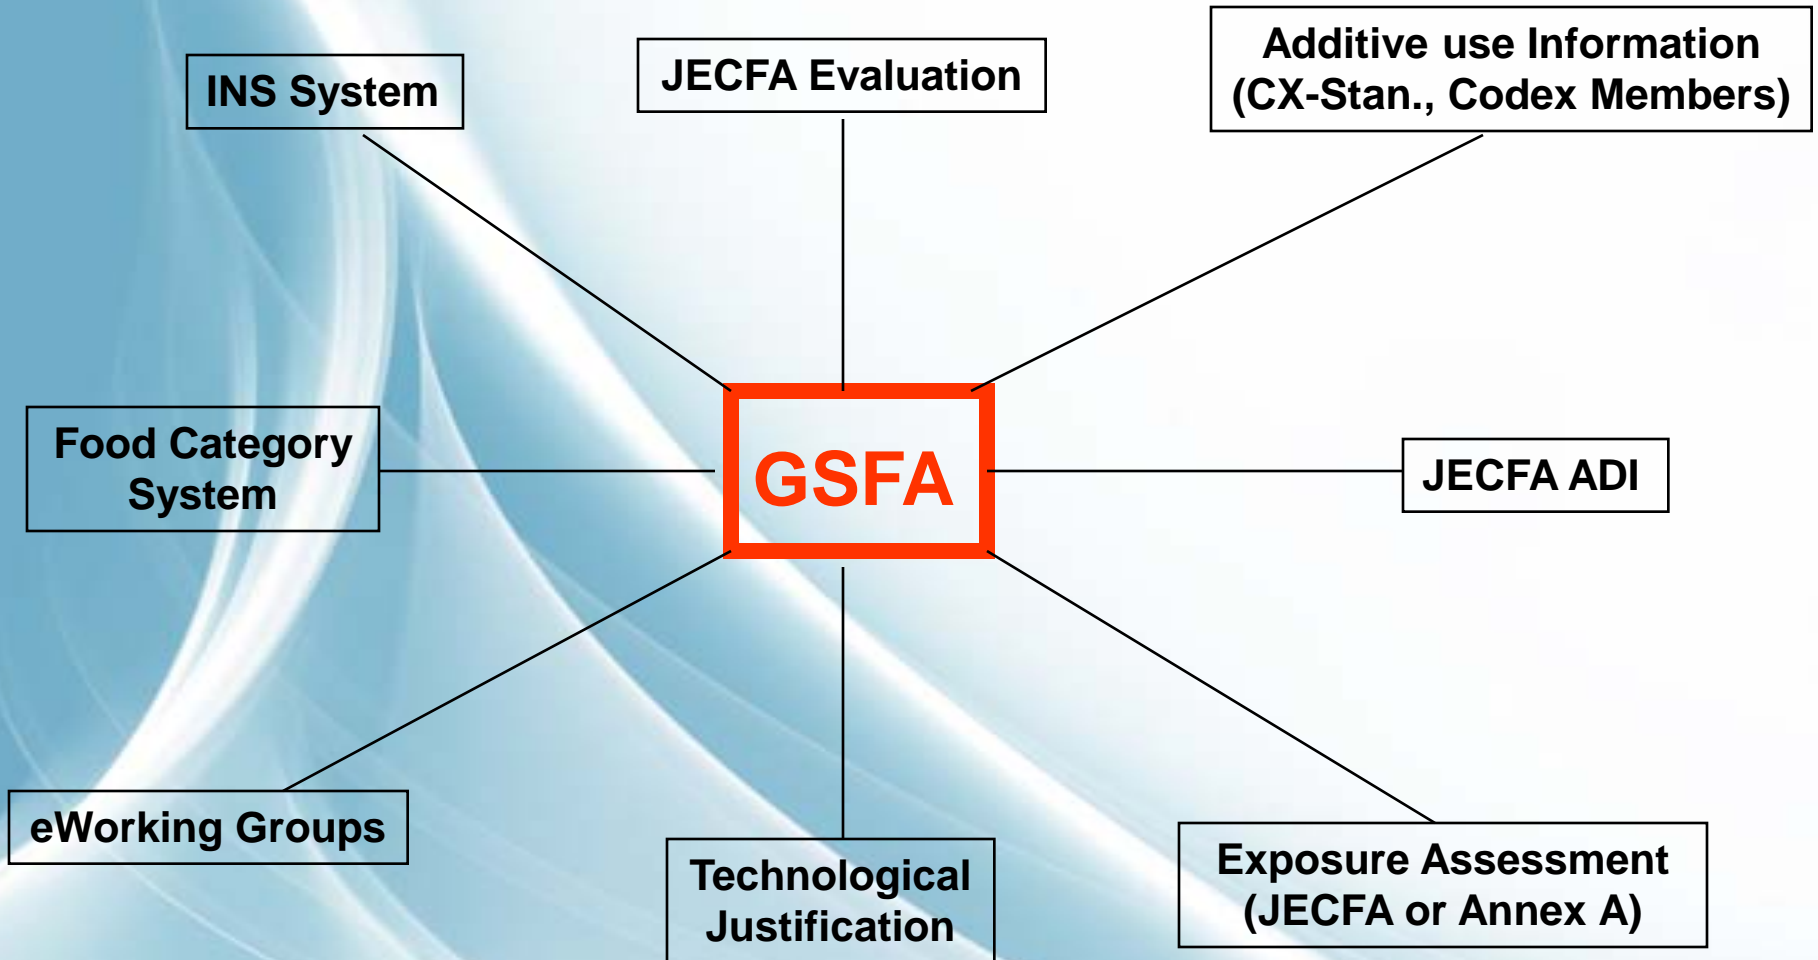 INS System
JECFA Evaluation
Additive use Information
(CX-Stan., Codex Members)
Food Category
System
GSFA
JECFA ADI
eWorking Groups
Technological
Justification
Exposure Assessment
(JECFA or Annex A)